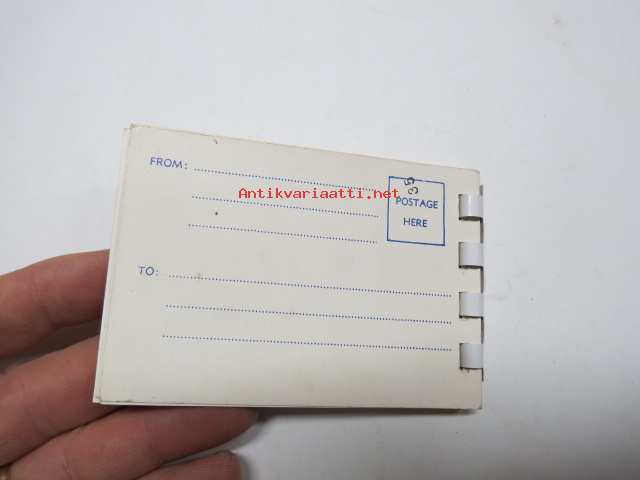 FROM:
Antikvariaatti.net
POSTAGE
HERE
TO: